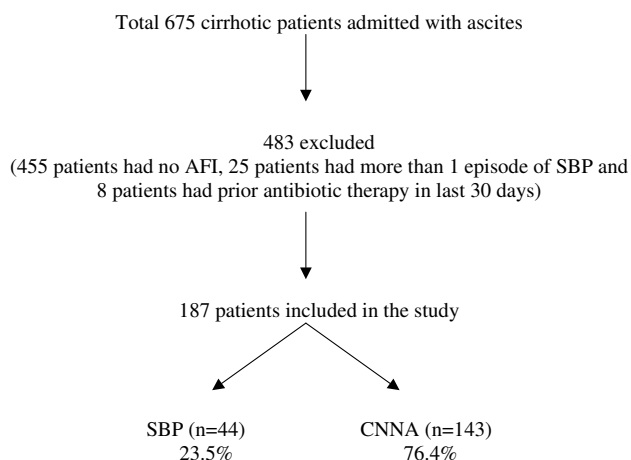 Total 675 cirrhotic patients admitted with ascites
483 excluded
(455 patients had no AFI, 25 patients had more than 1 episode of SBP and
8 patients had prior antibiotic therapy in last 30 days)
187 patients included in the study
SBP (n=44)
23.5%
CNNA (n=143)
76.4%